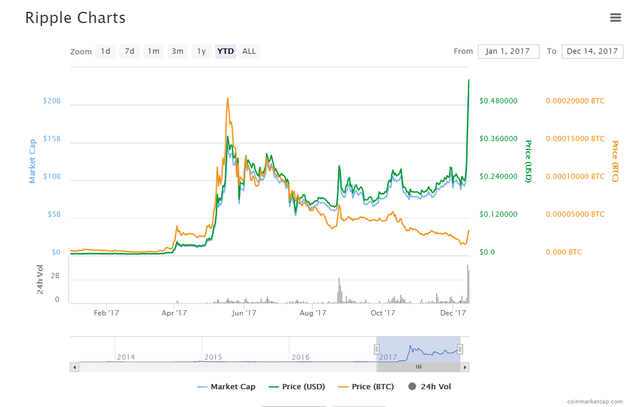 Ripple Charts
Zoom 1d 7d 1m 3m 1y YTD ALL From Jan 1, 2017 To Dec 14, 2017
$20B $0.480000 0.00020000 BTC
$15B $0.360000 0.00015000 BTC
$10B $0.240000 0.00010000 BTC
$5B $0.120000 0.00005000 BTC
$0 $0.0 0.000 BTC
Market Cap
Price (USD)
Price (BTC)
24h Vol
2B
0
Feb '17 Apr '17 Jun '17 Aug '17 Oct '17 Dec '17
2014 2015 2016 2017
Market Cap Price (USD) Price (BTC) 24h Vol
coinmarketcap.com